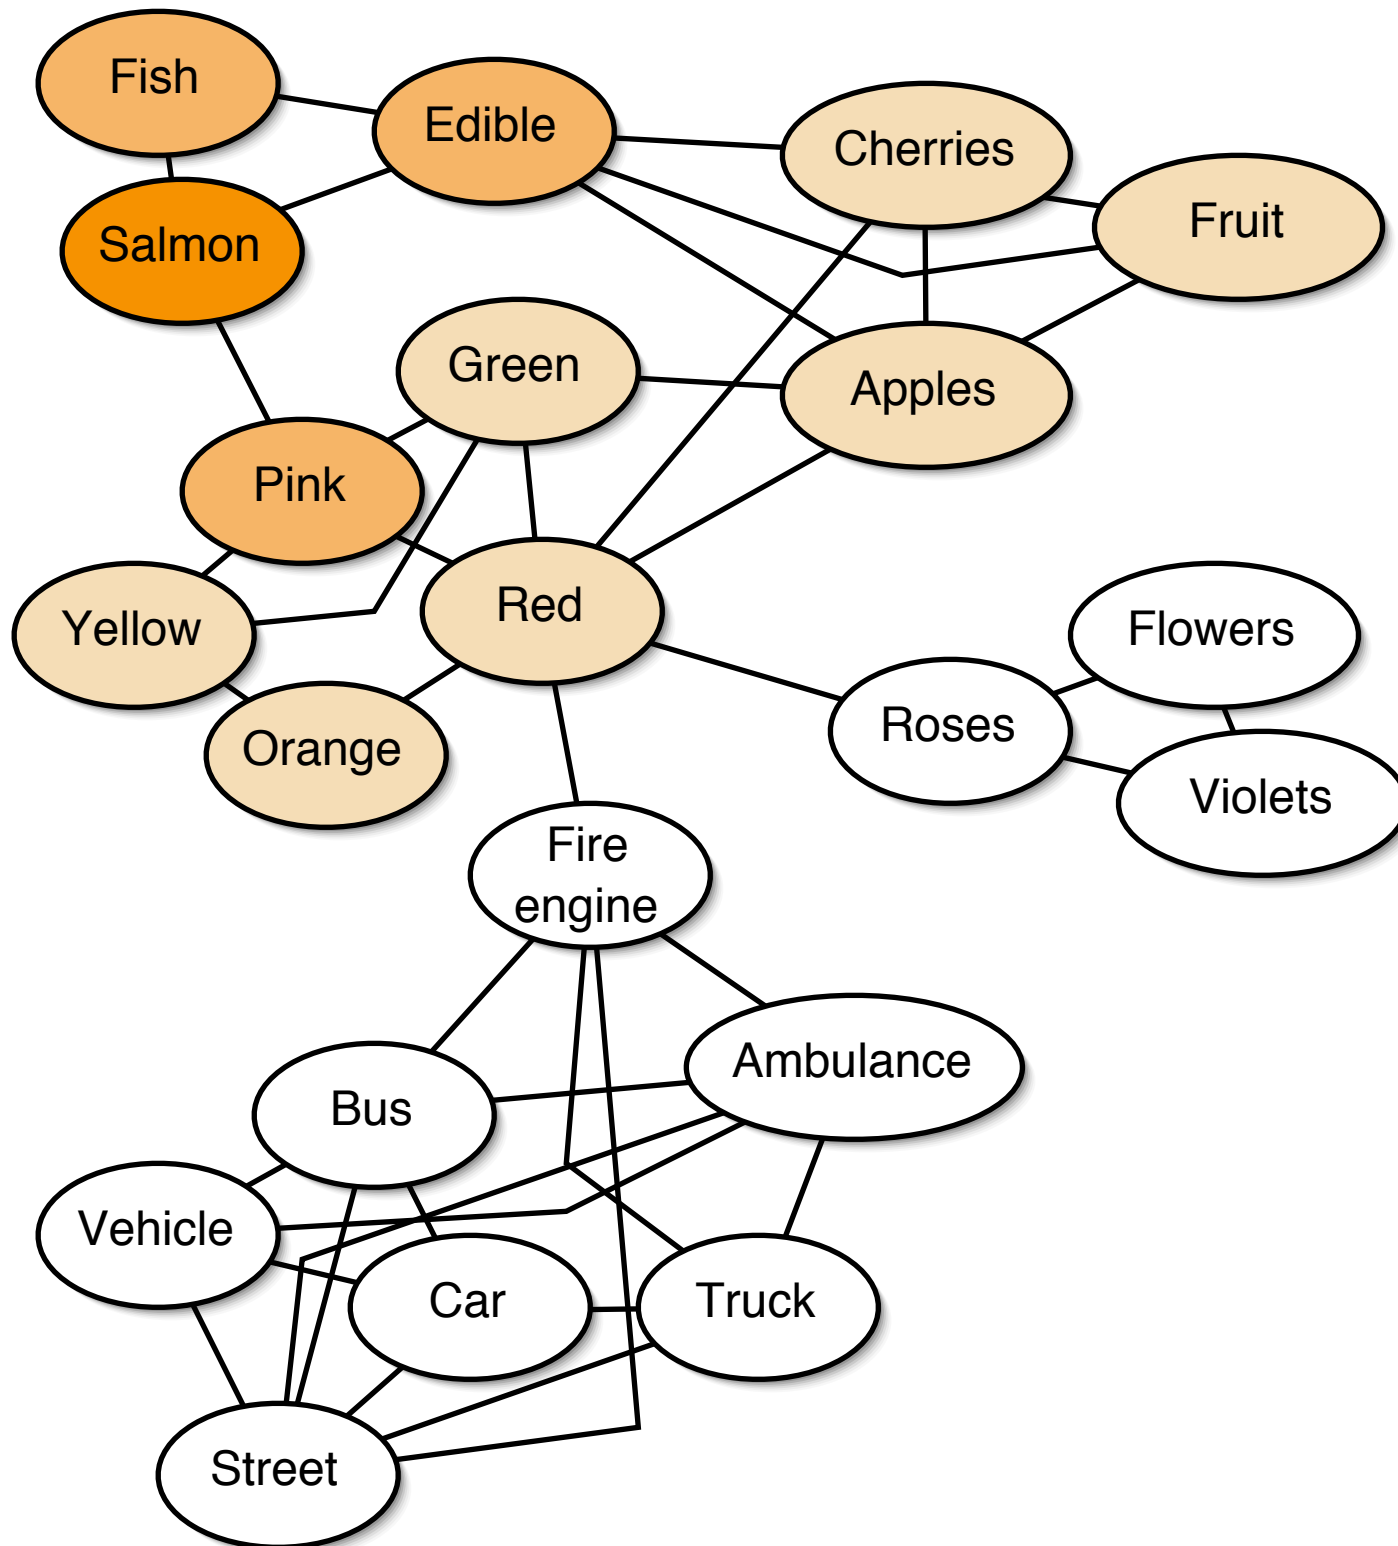 Fish
Edible
Cherries
Fruit
Salmon
Green
Apples
Pink
Red
Yellow
Flowers
Roses
Orange
Violets
Fire
engine
Ambulance
Bus
Vehicle
Car
Truck
Street